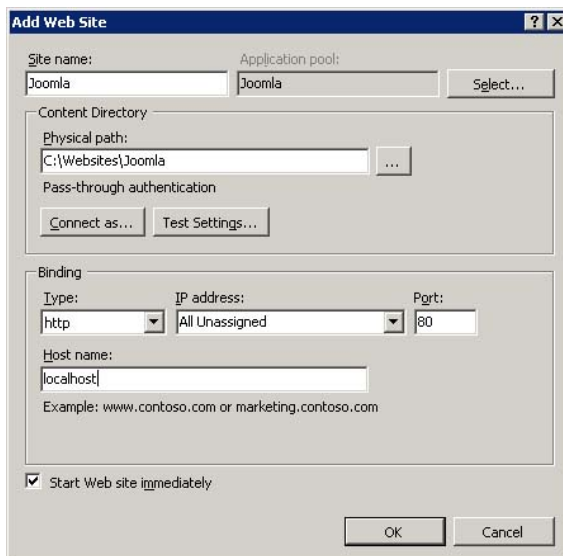 Add Web Site
Site name:
Application pool:
Joomla
Joomla
Select...
Content Directory
Physical path:
C:\Websites\Joomla
...
Pass-through authentication
Connect as...
Test Settings...
Binding
Type:
IP address:
Port:
http
All Unassigned
80
Host name:
localhost
Example: www.contoso.com or marketing.contoso.com
Start Web site immediately
OK
Cancel